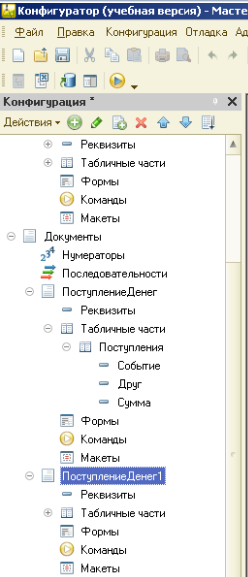 Конфигуратор (учебная версия) - Масте
Файл Правка Конфигурация Отладка Ад
Конфигурация *
Действия
Реквизиты
Табличные части
Формы
Команды
Макеты
Документы
Нумераторы
Последовательности
ПоступлениеДенег
Реквизиты
Табличные части
Поступления
Событие
Друг
Сумма
Формы
Команды
Макеты
ПоступлениеДенег1
Реквизиты
Табличные части
Формы
Команды
Макеты